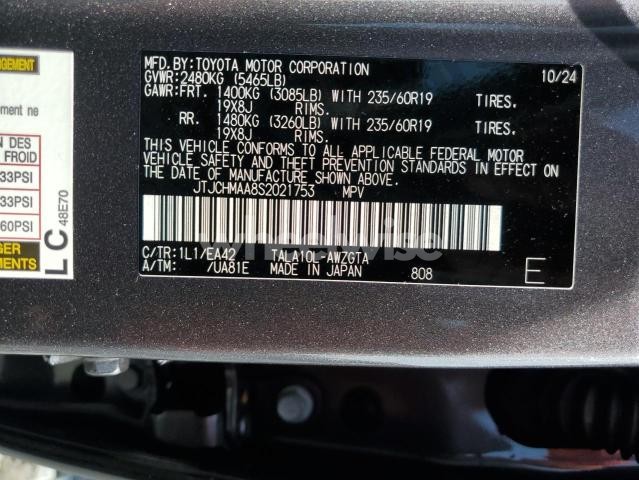 MFD. BY:TOYOTA MOTOR CORPORATION 10/24
GVWR:2480KG (5465LB)
GAWR:FRT. 1400KG (3085LB) WITH 235/60R19 TIRES.
19X8J RIMS.
RR. 1480KG (3260LB) WITH 235/60R19 TIRES.
19X8J RIMS.
THIS VEHICLE CONFORMS TO ALL APPLICABLE FEDERAL MOTOR
VEHICLE SAFETY AND THEFT PREVENTION STANDARDS IN EFFECT ON
THE DATE OF MANUFACTURE SHOWN ABOVE.
JTJCHMAA8S2021753 MPV
C/TR:1L1/EA42 TALA10L-AWZGTA
A/TM: /UA81E MADE IN JAPAN 808
E
ement ne
N DES
FROID
33PSI
33PSI
60PSI
GER
EMENTS
LC
48E70
wheelwise